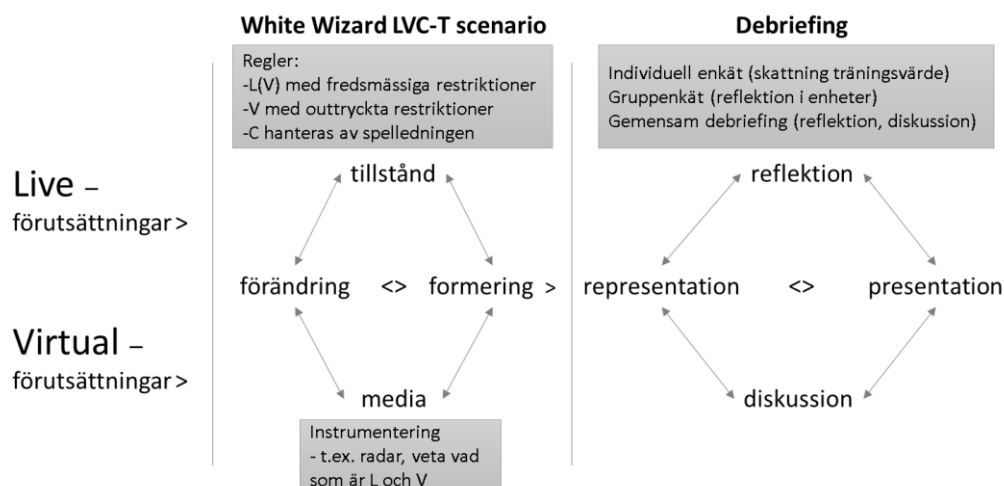 White Wizard LVC-T scenario
Regler:
-L(V) med fredsmässiga restriktioner
-V med outtryckta restriktioner
-C hanteras av spelledningen
Debriefing
Individuell enkät (skattning träningsvärde)
Gruppenkät (reflektion i enheter)
Gemensam debriefing (reflektion, diskussion)
Live –
förutsättningar >
tillstånd
reflektion
förändring <> formering > representation <> presentation
Virtual –
förutsättningar >
media
diskussion
Instrumentering
- t.ex. radar, veta vad
som är L och V